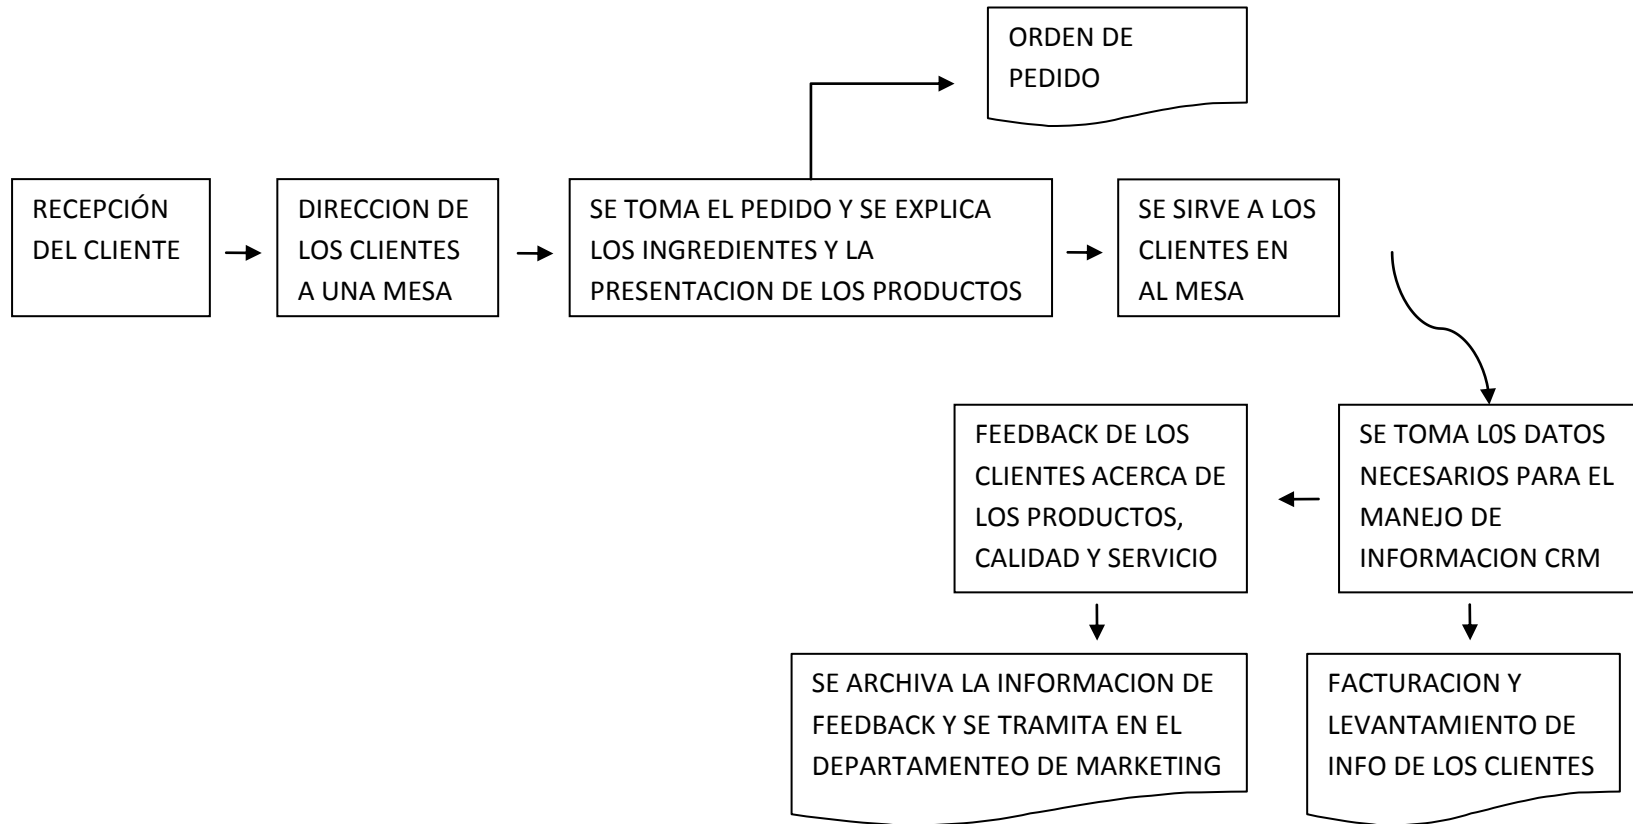 ORDEN DE
PEDIDO
RECEPCIÓN
DEL CLIENTE
DIRECCION DE
LOS CLIENTES
A UNA MESA
SE TOMA EL PEDIDO Y SE EXPLICA
LOS INGREDIENTES Y LA
PRESENTACION DE LOS PRODUCTOS
SE SIRVE A LOS
CLIENTES EN
AL MESA
SE TOMA L0S DATOS
NECESARIOS PARA EL
MANEJO DE
INFORMACION CRM
FEEDBACK DE LOS
CLIENTES ACERCA DE
LOS PRODUCTOS,
CALIDAD Y SERVICIO
SE ARCHIVA LA INFORMACION DE
FEEDBACK Y SE TRAMITA EN EL
DEPARTAMENTEO DE MARKETING
FACTURACION Y
LEVANTAMIENTO DE
INFO DE LOS CLIENTES